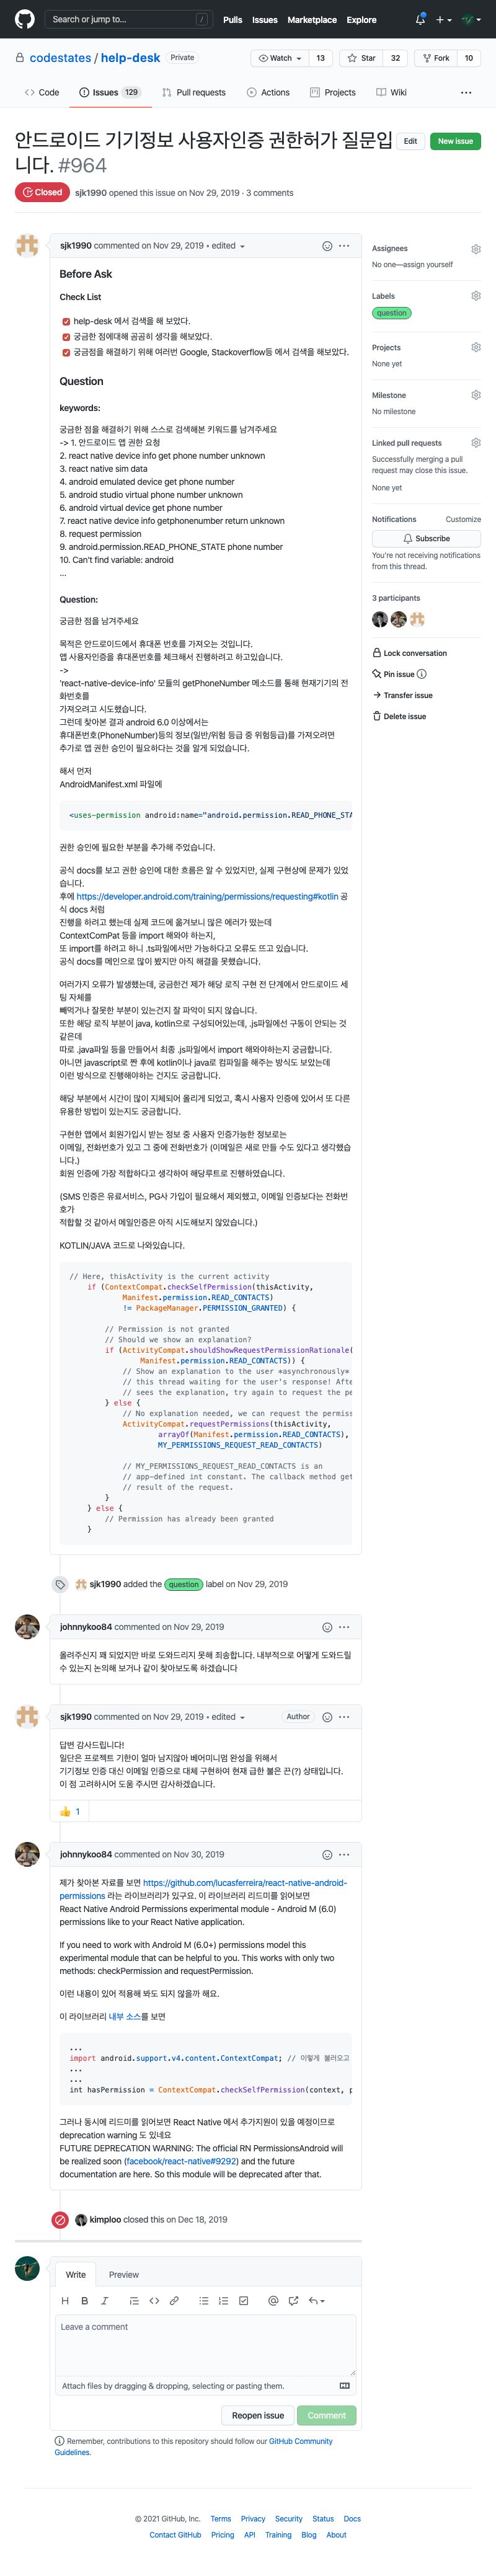 Search or jump to...
/
Pulls Issues Marketplace Explore
codestates / help-desk Private
Watch 13 Star 32 Fork 10
Code Issues 129 Pull requests Actions Projects Wiki
안드로이드 기기정보 사용자인증 권한허가 질문입
니다. #964
Edit New issue
Closed sjk1990 opened this issue on Nov 29, 2019 · 3 comments
sjk1990 commented on Nov 29, 2019 • edited
Before Ask
Check List
help-desk 에서 검색을 해 보았다.
궁금한 점에대해 곰곰히 생각을 해보았다.
궁금점을 해결하기 위해 여러번 Google, Stackoverflow등 에서 검색을 해보았다.
Question
keywords:
궁금한 점을 해결하기 위해 스스로 검색해본 키워드를 남겨주세요
-> 1. 안드로이드 앱 권한 요청
2. react native device info get phone number unknown
3. react native sim data
4. android emulated device get phone number
5. android studio virtual phone number unknown
6. android virtual device get phone number
7. react native device info getphonenumber return unknown
8. request permission
9. android.permission.READ_PHONE_STATE phone number
10. Can't find variable: android
...
Question:
궁금한 점을 남겨주세요
목적은 안드로이드에서 휴대폰 번호를 가져오는 것입니다.
앱 사용자인증을 휴대폰번호를 체크해서 진행하려고 하고있습니다.
->
'react-native-device-info' 모듈의 getPhoneNumber 메소드를 통해 현재기기의 전
화번호를
가져오려고 시도했습니다.
그런데 찾아본 결과 android 6.0 이상에서는
휴대폰번호(PhoneNumber)등의 정보(일반/위험 등급 중 위험등급)를 가져오려면
추가로 앱 권한 승인이 필요하다는 것을 알게 되었습니다.
해서 먼저
AndroidManifest.xml 파일에
<uses-permission android:name="android.permission.READ_PHONE_STA
권한 승인에 필요한 부분을 추가해 주었습니다.
공식 docs를 보고 권한 승인에 대한 흐름은 알 수 있었지만, 실제 구현상에 문제가 있었
습니다.
후에 https://developer.android.com/training/permissions/requesting#kotlin 공
식 docs 처럼
진행을 하려고 했는데 실제 코드에 옮겨보니 많은 에러가 떴는데
ContextComPat 등을 import 해와야 하는지,
또 import를 하려고 하니 .ts파일에서만 가능하다고 오류도 뜨고 있습니다.
공식 docs를 메인으로 많이 봤지만 아직 해결을 못했습니다.
여러가지 오류가 발생했는데, 궁금한건 제가 해당 로직 구현 전 단계에서 안드로이드 세
팅 자체를
빼먹거나 잘못한 부분이 있는건지 잘 파악이 되지 않습니다.
또한 해당 로직 부분이 java, kotlin으로 구성되어있는데, .js파일에선 구동이 안되는 것
같은데
따로 .java파일 등을 만들어서 최종 .js파일에서 import 해와야하는지 궁금합니다.
아니면 javascript로 짠 후에 kotlin이나 java로 컴파일을 해주는 방식도 보았는데
이런 방식으로 진행해야하는 건지도 궁금합니다.
해당 부분에서 시간이 많이 지체되어 올리게 되었고, 혹시 사용자 인증에 있어서 또 다른
유용한 방법이 있는지도 궁금합니다.
구현한 앱에서 회원가입시 받는 정보 중 사용자 인증가능한 정보로는
이메일, 전화번호가 있고 그 중에 전화번호가 (이메일은 새로 만들 수도 있다고 생각했습
니다.)
회원 인증에 가장 적합하다고 생각하여 해당루트로 진행하였습니다.
(SMS 인증은 유료서비스, PG사 가입이 필요해서 제외했고, 이메일 인증보다는 전화번
호가
적합할 것 같아서 메일인증은 아직 시도해보지 않았습니다.)
KOTLIN/JAVA 코드로 나와있습니다.
// Here, thisActivity is the current activity
if (ContextCompat.checkSelfPermission(thisActivity,
Manifest.permission.READ_CONTACTS)
!= PackageManager.PERMISSION_GRANTED) {
// Permission is not granted
// Should we show an explanation?
if (ActivityCompat.shouldShowRequestPermissionRationale(
Manifest.permission.READ_CONTACTS)) {
// Show an explanation to the user *asynchronously*
// this thread waiting for the user's response! Afte
// sees the explanation, try again to request the pe
} else {
// No explanation needed, we can request the permiss
ActivityCompat.requestPermissions(thisActivity,
arrayOf(Manifest.permission.READ_CONTACTS),
MY_PERMISSIONS_REQUEST_READ_CONTACTS)
// MY_PERMISSIONS_REQUEST_READ_CONTACTS is an
// app-defined int constant. The callback method get
// result of the request.
}
} else {
// Permission has already been granted
}
Assignees
No one—assign yourself
Labels
question
Projects
None yet
Milestone
No milestone
Linked pull requests
Successfully merging a pull
request may close this issue.
None yet
Notifications Customize
Subscribe
You're not receiving notifications
from this thread.
3 participants
Lock conversation
Pin issue
Transfer issue
Delete issue
sjk1990 added the question label on Nov 29, 2019
johnnykoo84 commented on Nov 29, 2019
올려주신지 꽤 되었지만 바로 도와드리지 못해 죄송합니다. 내부적으로 어떻게 도와드릴
수 있는지 논의해 보거나 같이 찾아보도록 하겠습니다
sjk1990 commented on Nov 29, 2019 • edited Author
답변 감사드립니다!
일단은 프로젝트 기한이 얼마 남지않아 베어미니멈 완성을 위해서
기기정보 인증 대신 이메일 인증으로 대체 구현하여 현재 급한 불은 끈(?) 상태입니다.
이 점 고려하시어 도움 주시면 감사하겠습니다.
👍 1
johnnykoo84 commented on Nov 30, 2019
제가 찾아본 자료를 보면 https://github.com/lucasferreira/react-native-android-
permissions 라는 라이브러리가 있구요. 이 라이브러리 리드미를 읽어보면
React Native Android Permissions experimental module - Android M (6.0)
permissions like to your React Native application.
If you need to work with Android M (6.0+) permissions model this
experimental module that can be helpful to you. This works with only two
methods: checkPermission and requestPermission.
이런 내용이 있어 적용해 봐도 되지 않을까 해요.
이 라이브러리 내부 소스를 보면
...
import android.support.v4.content.ContextCompat; // 이렇게 불러오고
...
...
int hasPermission = ContextCompat.checkSelfPermission(context, p
그러나 동시에 리드미를 읽어보면 React Native 에서 추가지원이 있을 예정이므로
deprecation warning 도 있네요
FUTURE DEPRECATION WARNING: The official RN PermissionsAndroid will
be realized soon (facebook/react-native#9292) and the future
documentation are here. So this module will be deprecated after that.
kimploo closed this on Dec 18, 2019
Write Preview
Leave a comment
Attach files by dragging & dropping, selecting or pasting them.
Reopen issue Comment
Remember, contributions to this repository should follow our GitHub Community
Guidelines.
© 2021 GitHub, Inc. Terms Privacy Security Status Docs
Contact GitHub Pricing API Training Blog About